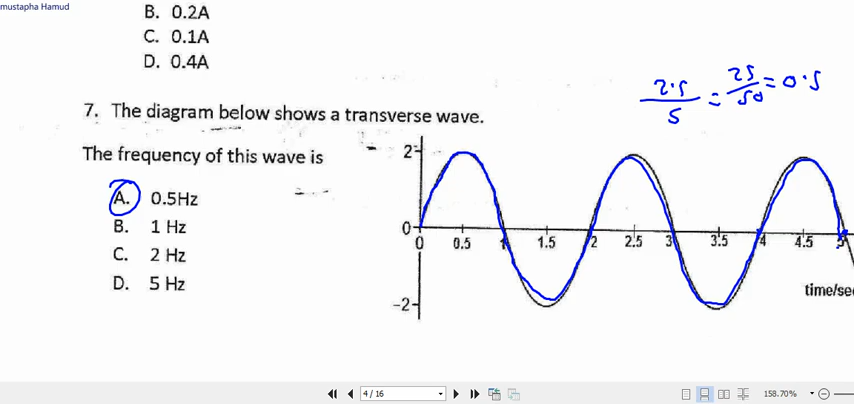 mustapha Hamud
B. 0.2A
C. 0.1A
D. 0.4A
2.5/5 = 25/50 = 0.5
7. The diagram below shows a transverse wave.
The frequency of this wave is
A. 0.5Hz
B. 1 Hz
C. 2 Hz
D. 5 Hz
2
0
-2
0 0.5 1 1.5 2 2.5 3 3.5 4 4.5 5
time/se
4 / 16
158.70%